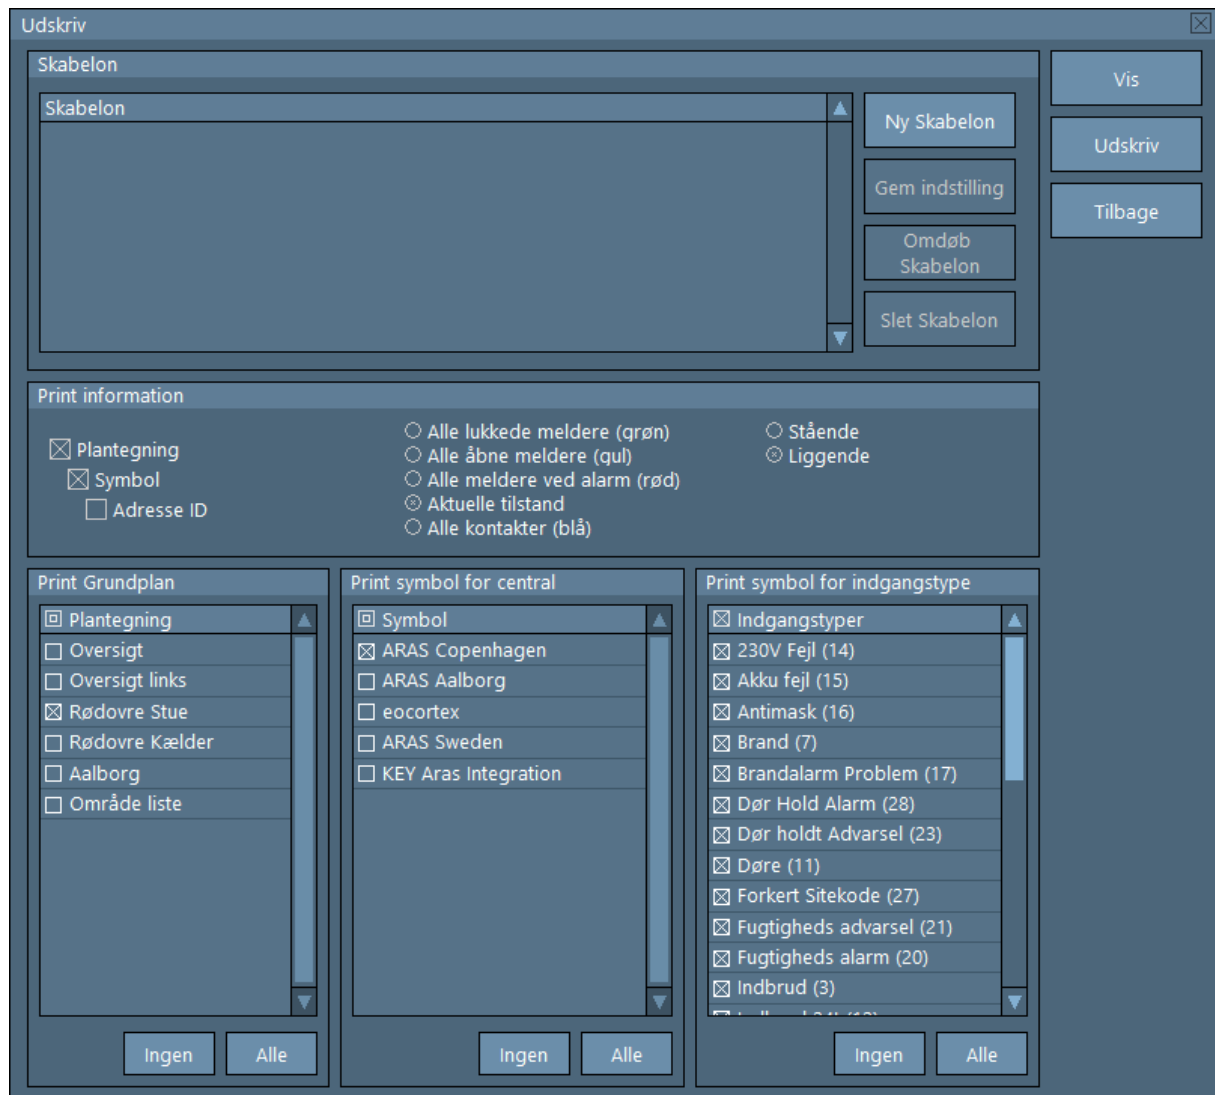 Udskriv
Skabelon
Skabelon
Ny Skabelon
Gem indstilling
Omdøb
Skabelon
Slet Skabelon
Vis
Udskriv
Tilbage
Print information
Plantegning
Symbol
Adresse ID
Alle lukkede meldere (grøn)
Alle åbne meldere (gul)
Alle meldere ved alarm (rød)
Aktuelle tilstand
Alle kontakter (blå)
Stående
Liggende
Print Grundplan
Plantegning
Oversigt
Oversigt links
Rødovre Stue
Rødovre Kælder
Aalborg
Område liste
Ingen
Alle
Print symbol for central
Symbol
ARAS Copenhagen
ARAS Aalborg
eocortex
ARAS Sweden
KEY Aras Integration
Ingen
Alle
Print symbol for indgangstype
Indgangstyper
230V Fejl (14)
Akku fejl (15)
Antimask (16)
Brand (7)
Brandalarm Problem (17)
Dør Hold Alarm (28)
Dør holdt Advarsel (23)
Døre (11)
Forkert Sitekode (27)
Fugtigheds advarsel (21)
Fugtigheds alarm (20)
Indbrud (3)
Ingen
Alle